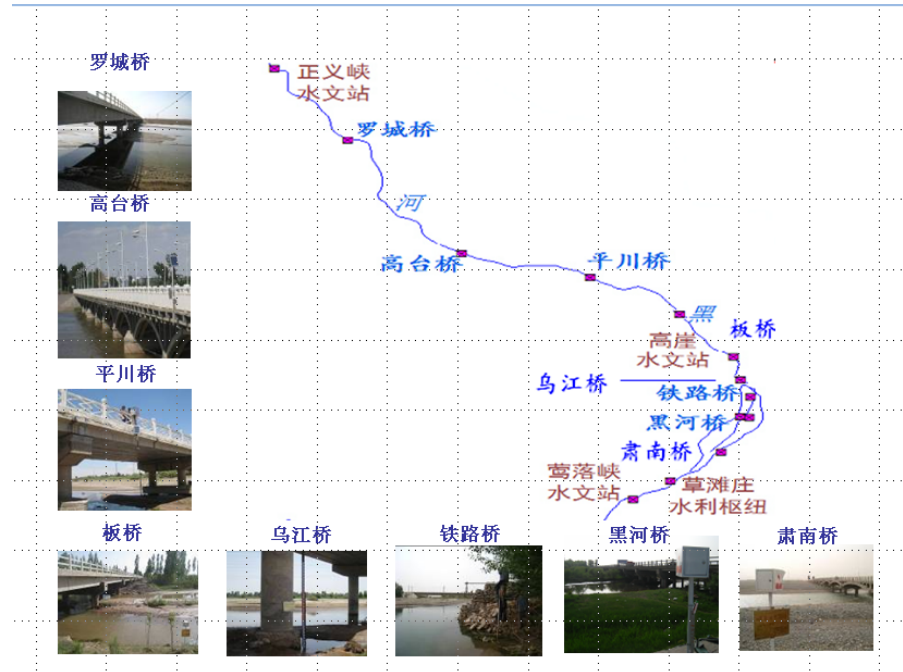 罗城桥
高台桥
平川桥
正义峡
水文站
罗城桥
河
高台桥
平川桥
黑
板桥
高崖
水文站
乌江桥
铁路桥
黑河桥
肃南桥
莺落峡
水文站
草滩庄
水利枢纽
板桥
乌江桥
铁路桥
黑河桥
肃南桥